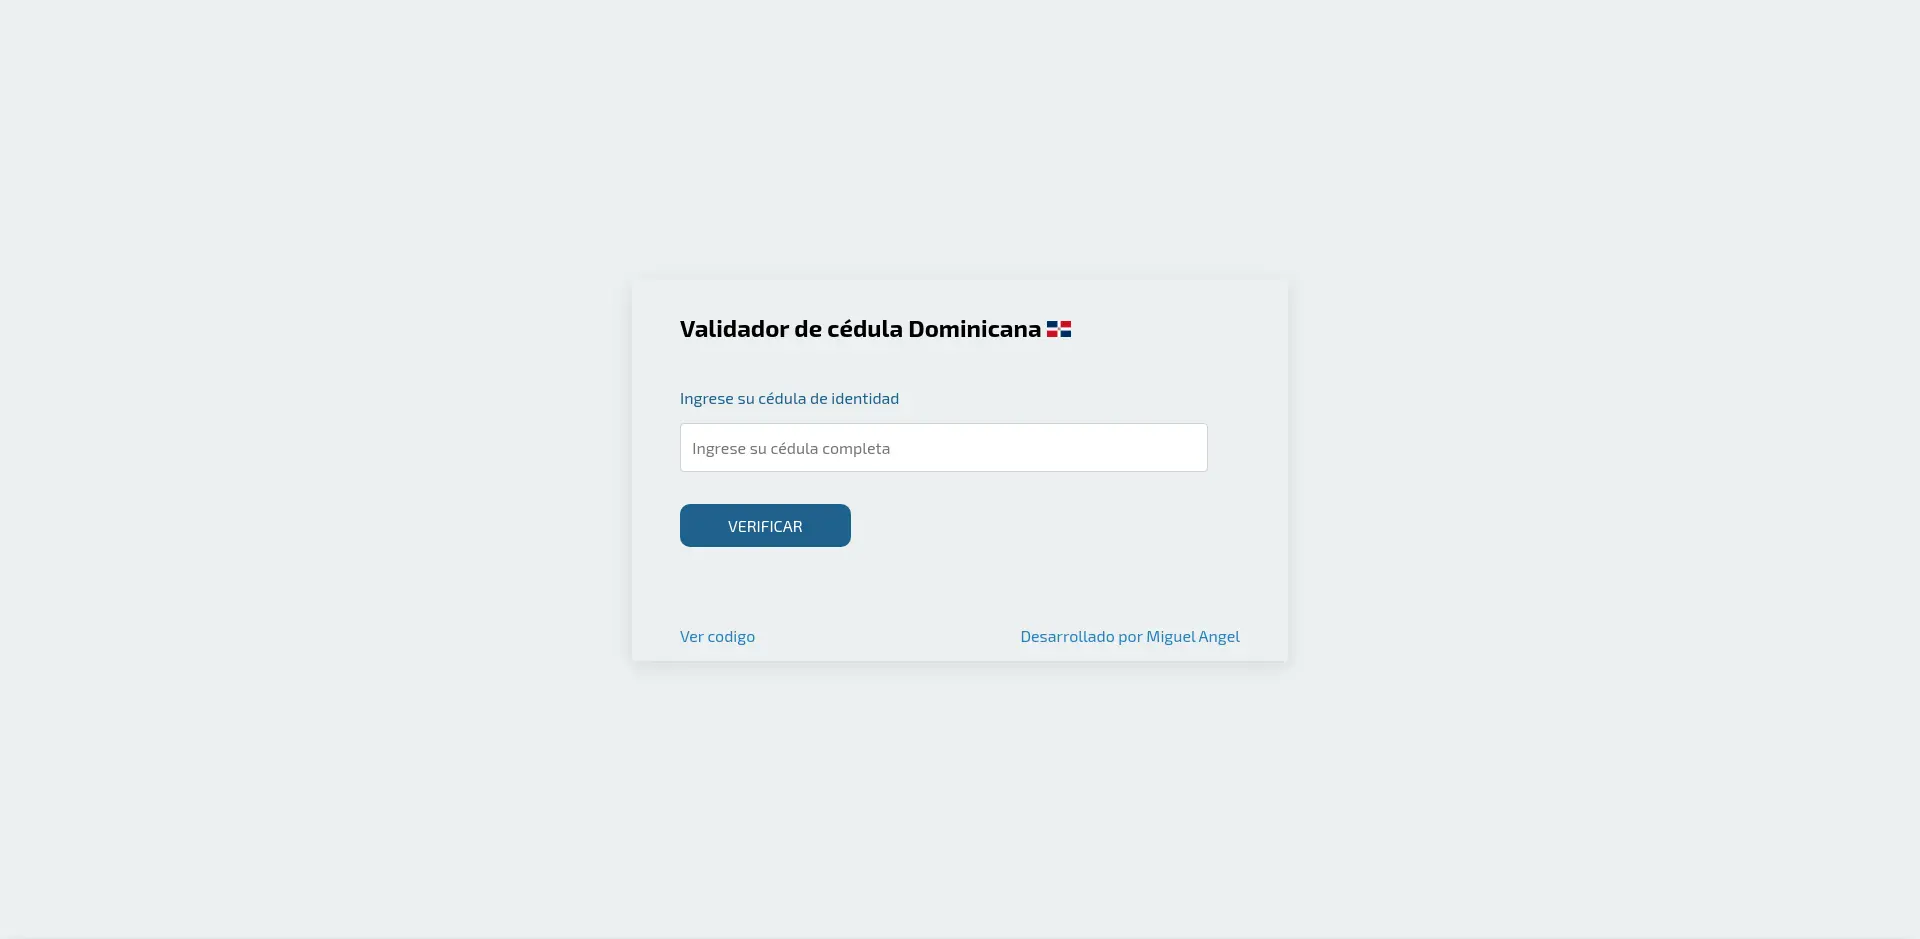 Validador de cédula Dominicana
Ingrese su cédula de identidad
Ingrese su cédula completa
VERIFICAR
Ver codigo
Desarrollado por Miguel Angel